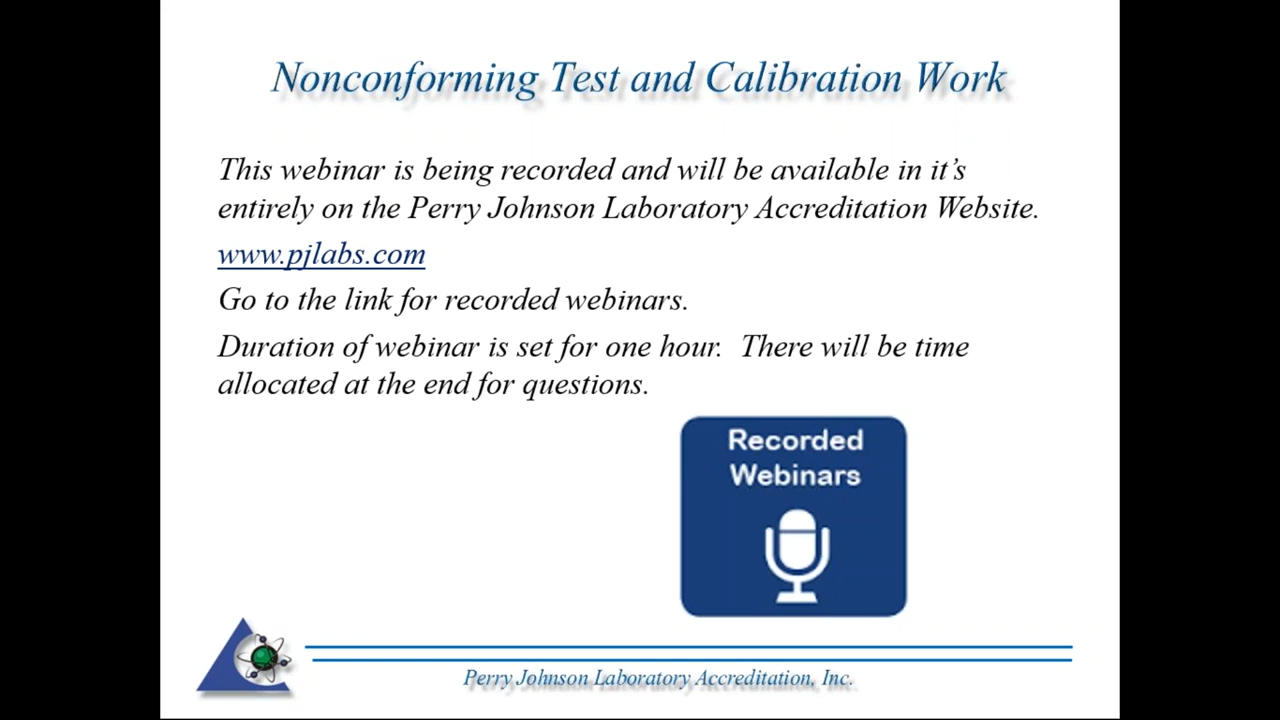 Nonconforming Test and Calibration Work
This webinar is being recorded and will be available in it's
entirely on the Perry Johnson Laboratory Accreditation Website.
www.pjlabs.com
Go to the link for recorded webinars.
Duration of webinar is set for one hour.  There will be time
allocated at the end for questions.
Recorded
Webinars
Perry Johnson Laboratory Accreditation, Inc.